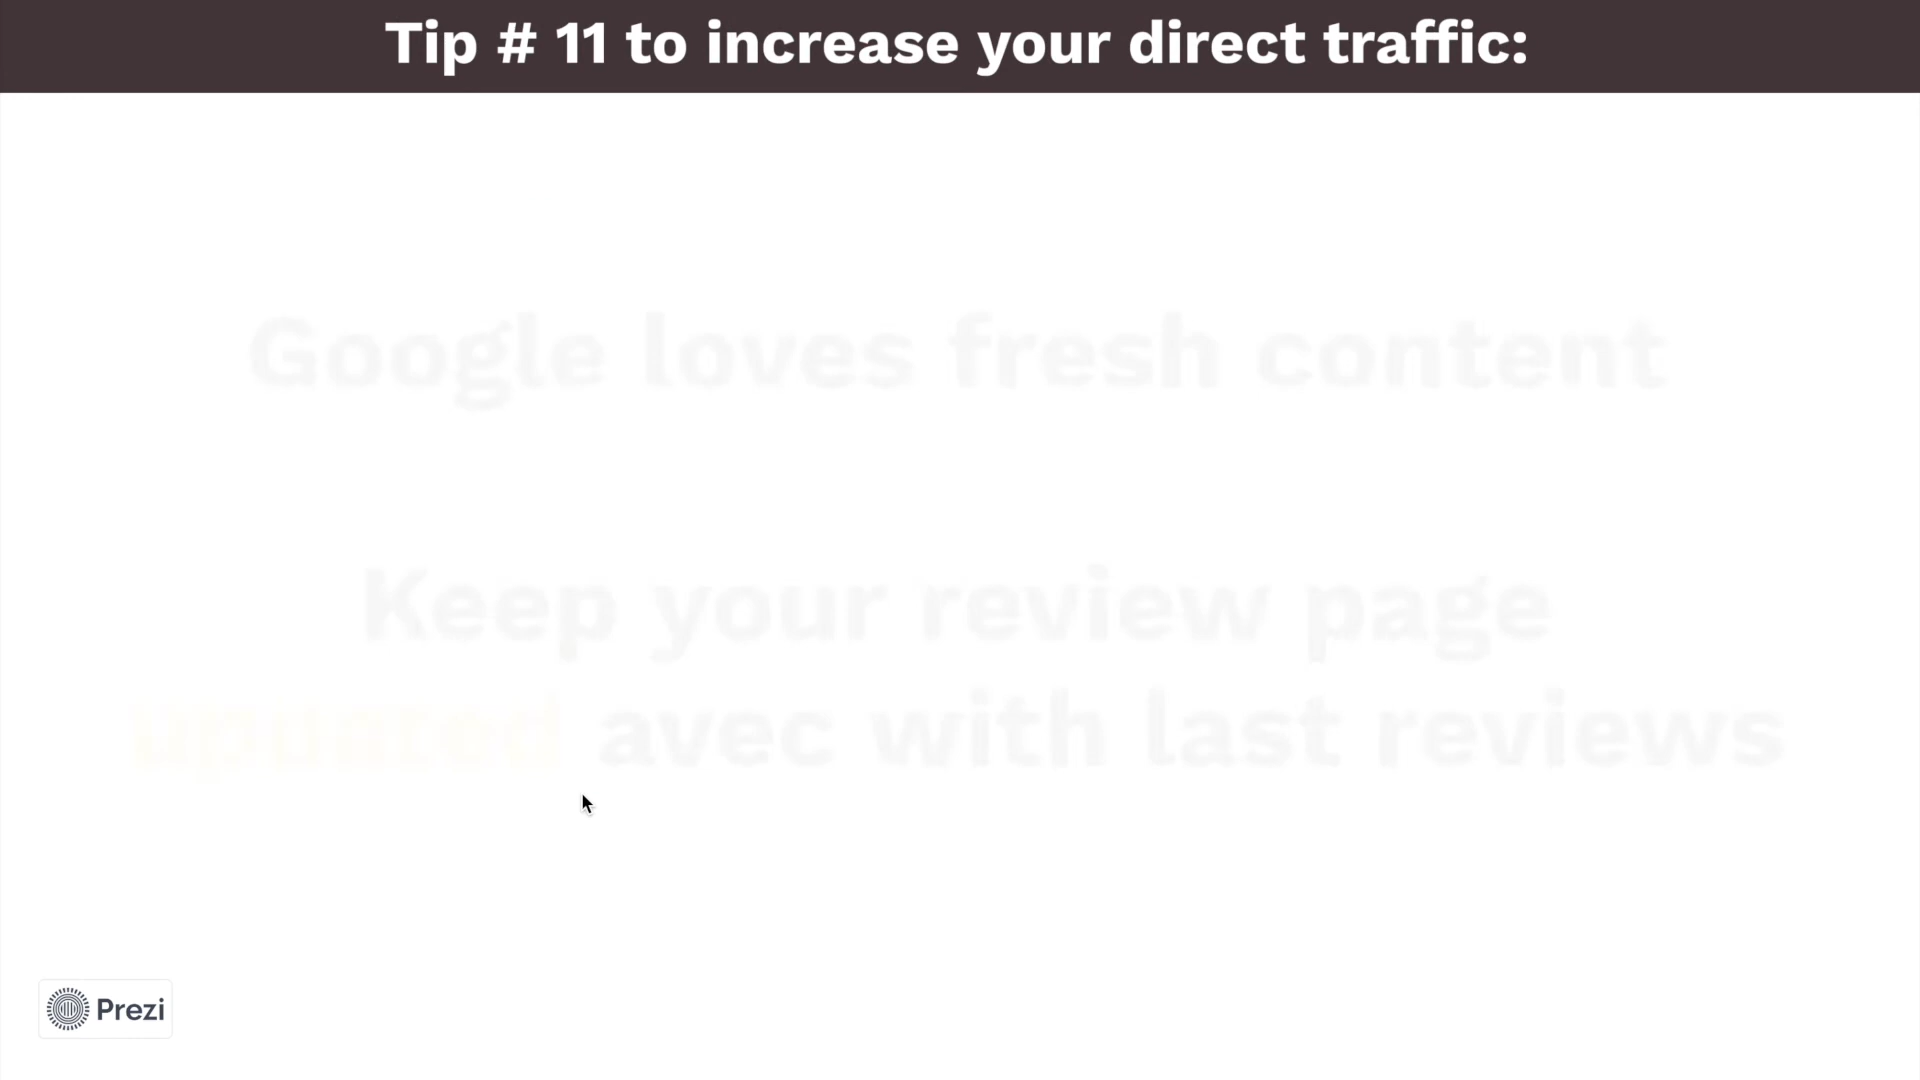 Tip # 11 to increase your direct traffic:
Google loves fresh content
Keep your review page
updated avec with last reviews
Prezi